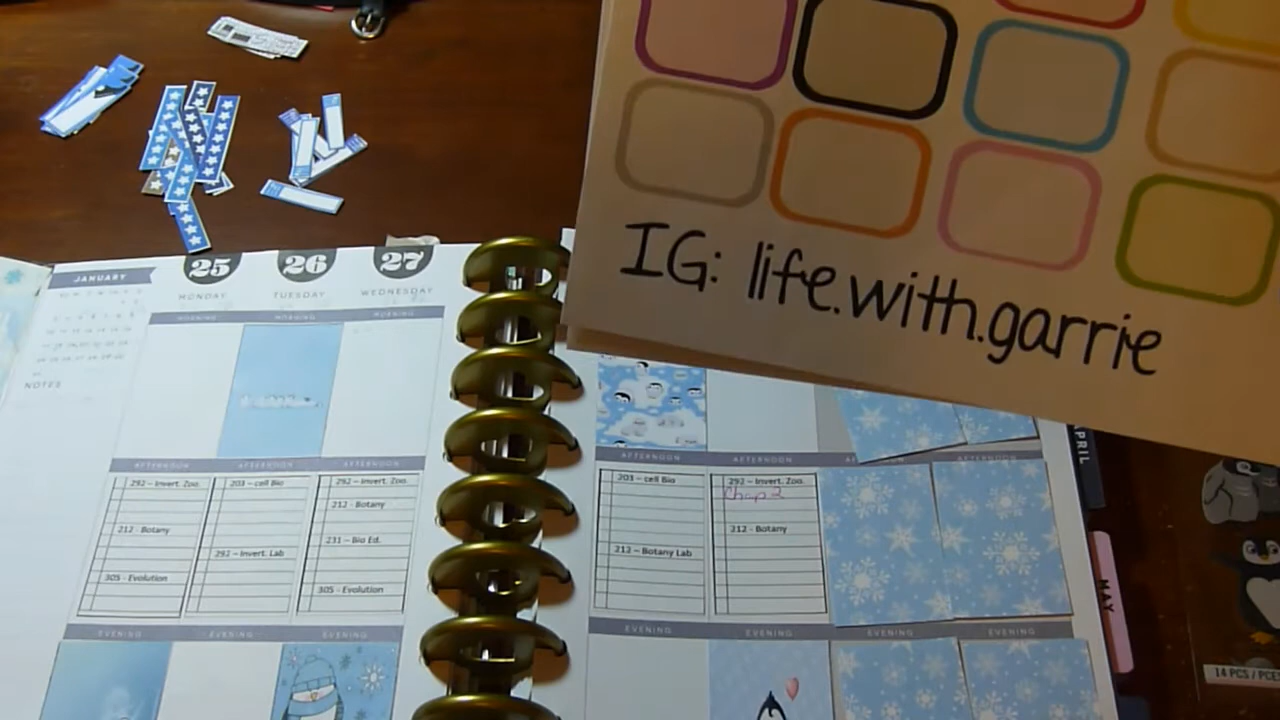 IG: life.with.garrie
JANUARY
25 26 27
MONDAY TUESDAY WEDNESDAY
MORNING MORNING MORNING
NOTES
AFTERNOON AFTERNOON AFTERNOON
292 - Invert. Zoo.
212 - Botany
305 - Evolution
203 - cell Bio
292 - Invert. Lab
292 - Invert. Zoo.
212 - Botany
231 - Bio Ed.
305 - Evolution
EVENING EVENING EVENING
AFTERNOON AFTERNOON AFTERNOON
203 - cell Bio
212 - Botany Lab
292 - Invert. Zoo.
Chap 2
212 - Botany
EVENING EVENING EVENING EVENING
APRIL
MAY
14 PCS / PCES